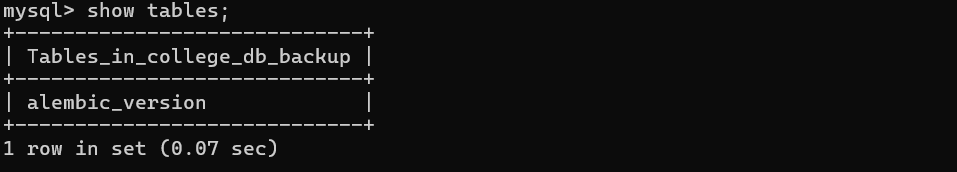 mysql> show tables;
+-----------------------------+
| Tables_in_college_db_backup |
+-----------------------------+
| alembic_version             |
+-----------------------------+
1 row in set (0.07 sec)